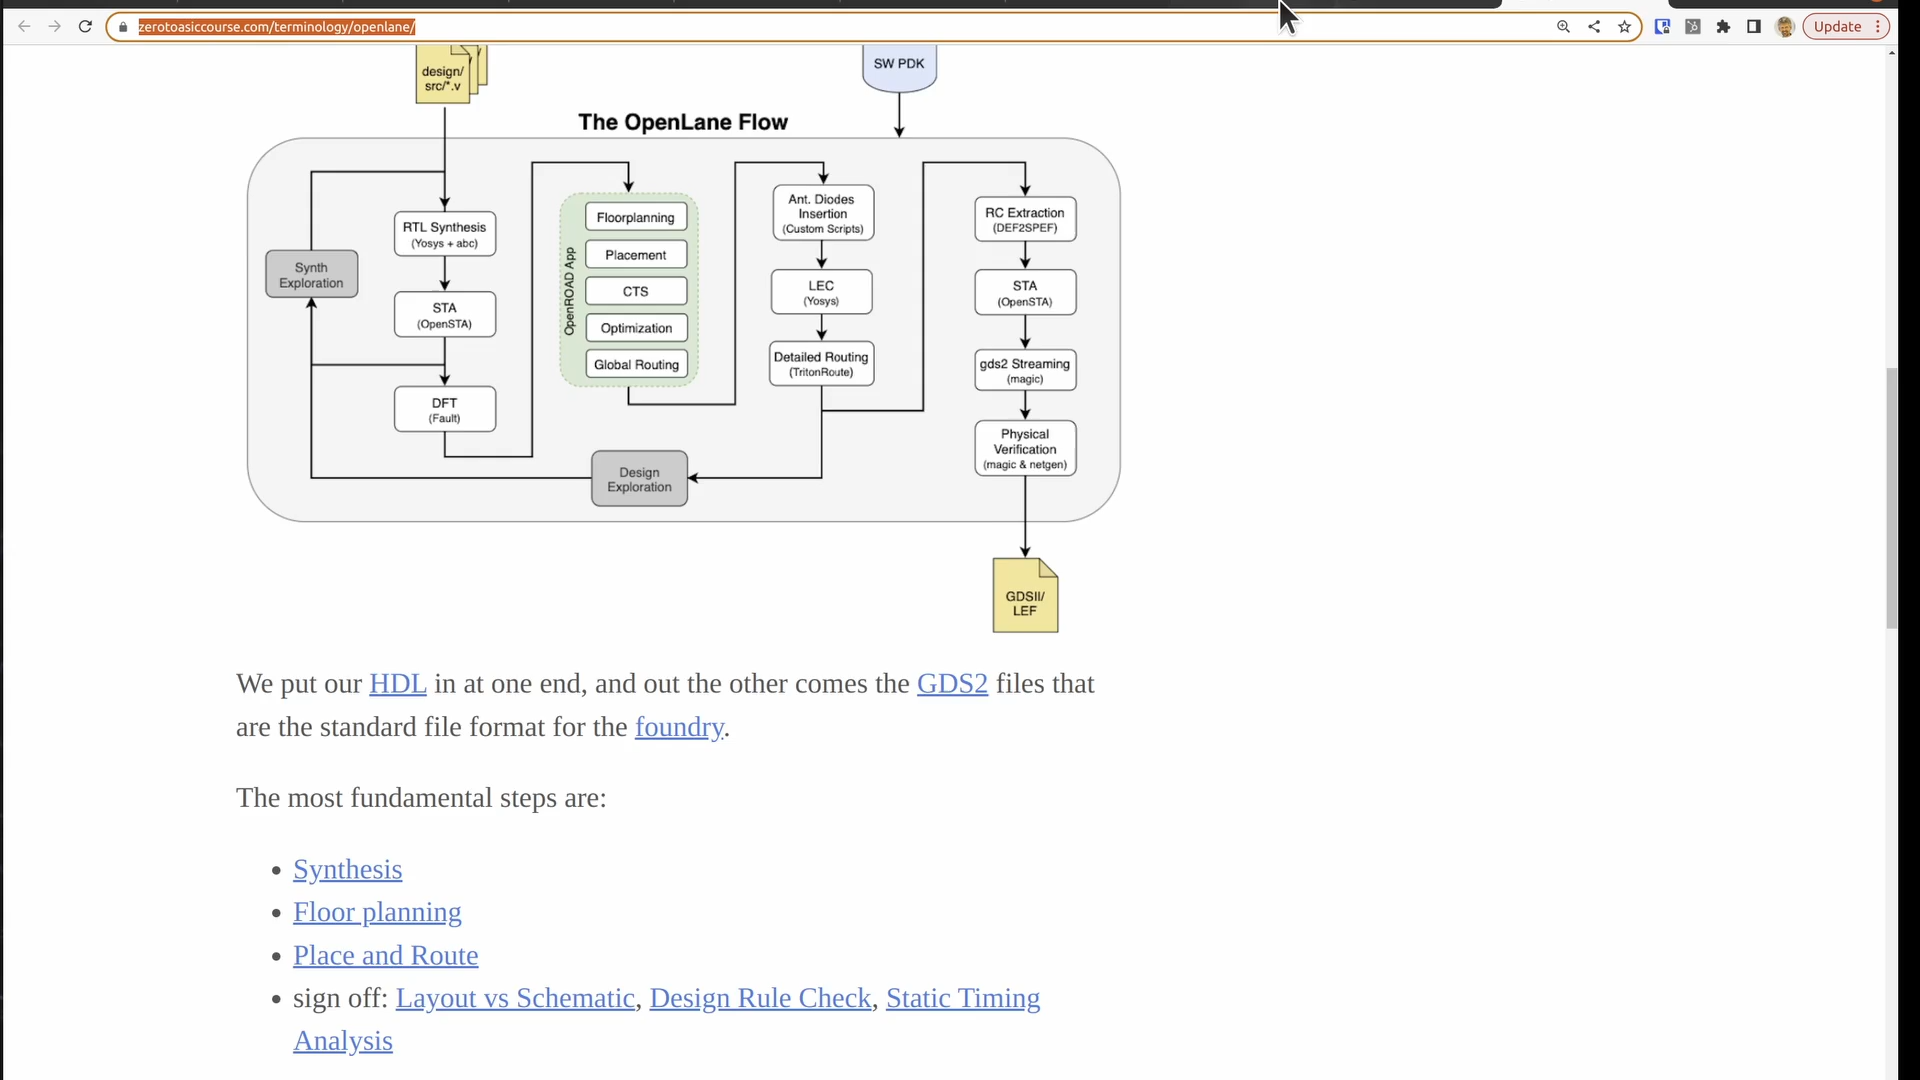 zerotoasiccourse.com/terminology/openlane/
Update
design/
src/*.v
SW PDK
The OpenLane Flow
Synth
Exploration
RTL Synthesis
(Yosys + abc)
STA
(OpenSTA)
DFT
(Fault)
OpenROAD App
Floorplanning
Placement
CTS
Optimization
Global Routing
Design
Exploration
Ant. Diodes
Insertion
(Custom Scripts)
LEC
(Yosys)
Detailed Routing
(TritonRoute)
RC Extraction
(DEF2SPEF)
STA
(OpenSTA)
gds2 Streaming
(magic)
Physical
Verification
(magic & netgen)
GDSII/
LEF
We put our HDL in at one end, and out the other comes the GDS2 files that
are the standard file format for the foundry.
The most fundamental steps are:
• Synthesis
• Floor planning
• Place and Route
• sign off: Layout vs Schematic, Design Rule Check, Static Timing
Analysis